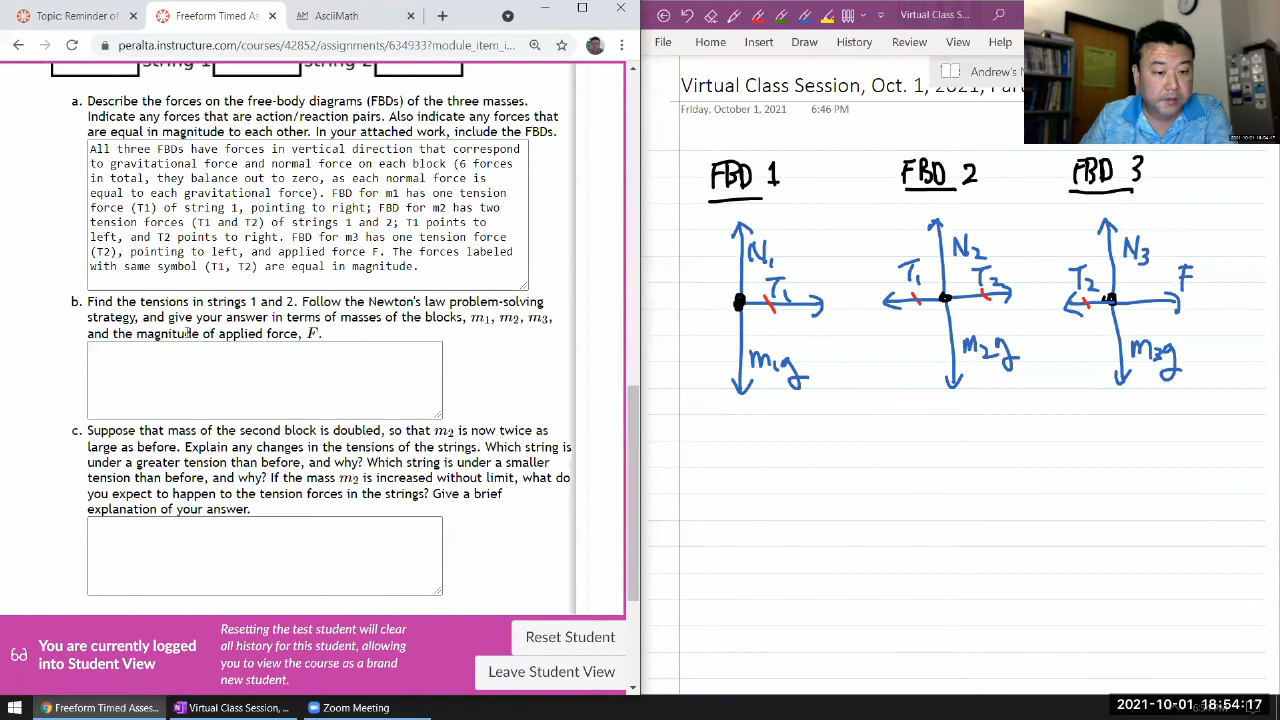 Topic: Reminder of
Freeform Timed Ases
AsciiMath
Virtual Class S...
peralta.instructure.com/courses/42852/assignments/634933?module_item_i...
File Home Insert Draw History Review View Help
Andrew's N
String 1 String 2
a. Describe the forces on the free-body diagrams (FBDs) of the three masses.
Indicate any forces that are action/reaction pairs. Also indicate any forces that
are equal in magnitude to each other. In your attached work, include the FBDs.
All three FBDs have forces in vertical direction that correspond
to gravitational force and normal force on each block (6 forces
in total, they balance out to zero, as each normal force is
equal to each gravitational force). FBD for m1 has one tension
force (T1) of string 1, pointing to right; FBD for m2 has two
tension forces (T1 and T2) of strings 1 and 2; T1 points to
left, and T2 points to right. FBD for m3 has one tension force
(T2), pointing to left, and applied force F. The forces labeled
with same symbol (T1, T2) are equal in magnitude.
b. Find the tensions in strings 1 and 2. Follow the Newton's law problem-solving
strategy, and give your answer in terms of masses of the blocks, m₁, m₂, m₃,
and the magnitude of applied force, F.
c. Suppose that mass of the second block is doubled, so that m₂ is now twice as
large as before. Explain any changes in the tensions of the strings. Which string is
under a greater tension than before, and why? Which string is under a smaller
tension than before, and why? If the mass m₂ is increased without limit, what do
you expect to happen to the tension forces in the strings? Give a brief
explanation of your answer.
You are currently logged
into Student View
Resetting the test student will clear
all history for this student, allowing
you to view the course as a brand
new student.
Reset Student
Leave Student View
Virtual Class Session, Oct. 1, 2021, Par
Friday, October 1, 2021 6:46 PM
FBD 1 FBD 2 FBD 3
N₁ N₂ N₃
T₁ T₁ T₂ T₂ F
m₁g m₂g m₃g
Freeform Timed Asses...
Virtual Class Session,...
Zoom Meeting
2021-10-01 18:54:17